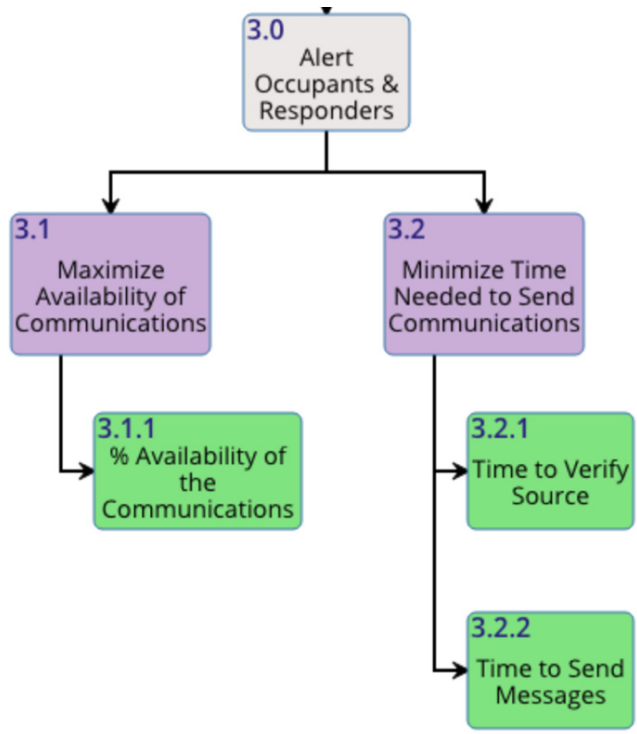 3.0
Alert
Occupants &
Responders
3.1
Maximize
Availability of
Communications
3.2
Minimize Time
Needed to Send
Communications
3.1.1
% Availability of
the
Communications
3.2.1
Time to Verify
Source
3.2.2
Time to Send
Messages